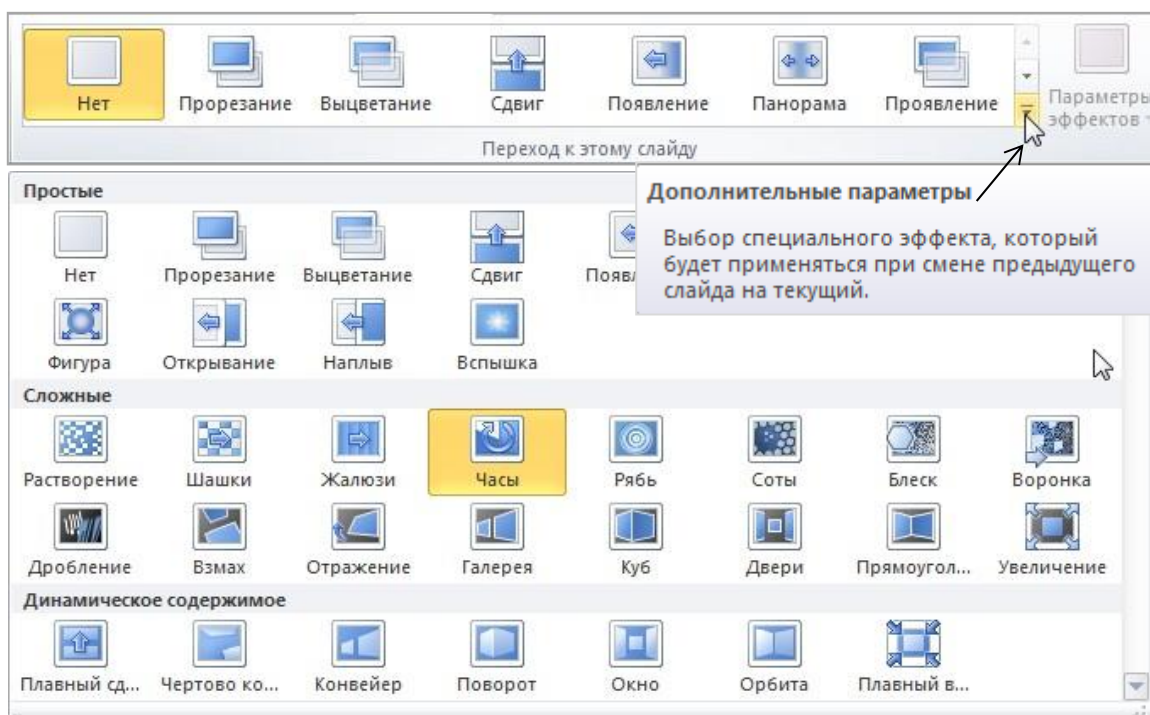 Нет Прорезание Выцветание Сдвиг Появление Панорама Проявление Параметры
эффектов
Переход к этому слайду
Простые
Дополнительные параметры
Выбор специального эффекта, который
будет применяться при смене предыдущего
слайда на текущий.
Нет Прорезание Выцветание Сдвиг Появл
Фигура Открывание Наплыв Вспышка
Сложные
Растворение Шашки Жалюзи Часы Рябь Соты Блеск Воронка
Дробление Взмах Отражение Галерея Куб Двери Прямоугол... Увеличение
Динамическое содержимое
Плавный сд... Чертово ко... Конвейер Поворот Окно Орбита Плавный в...